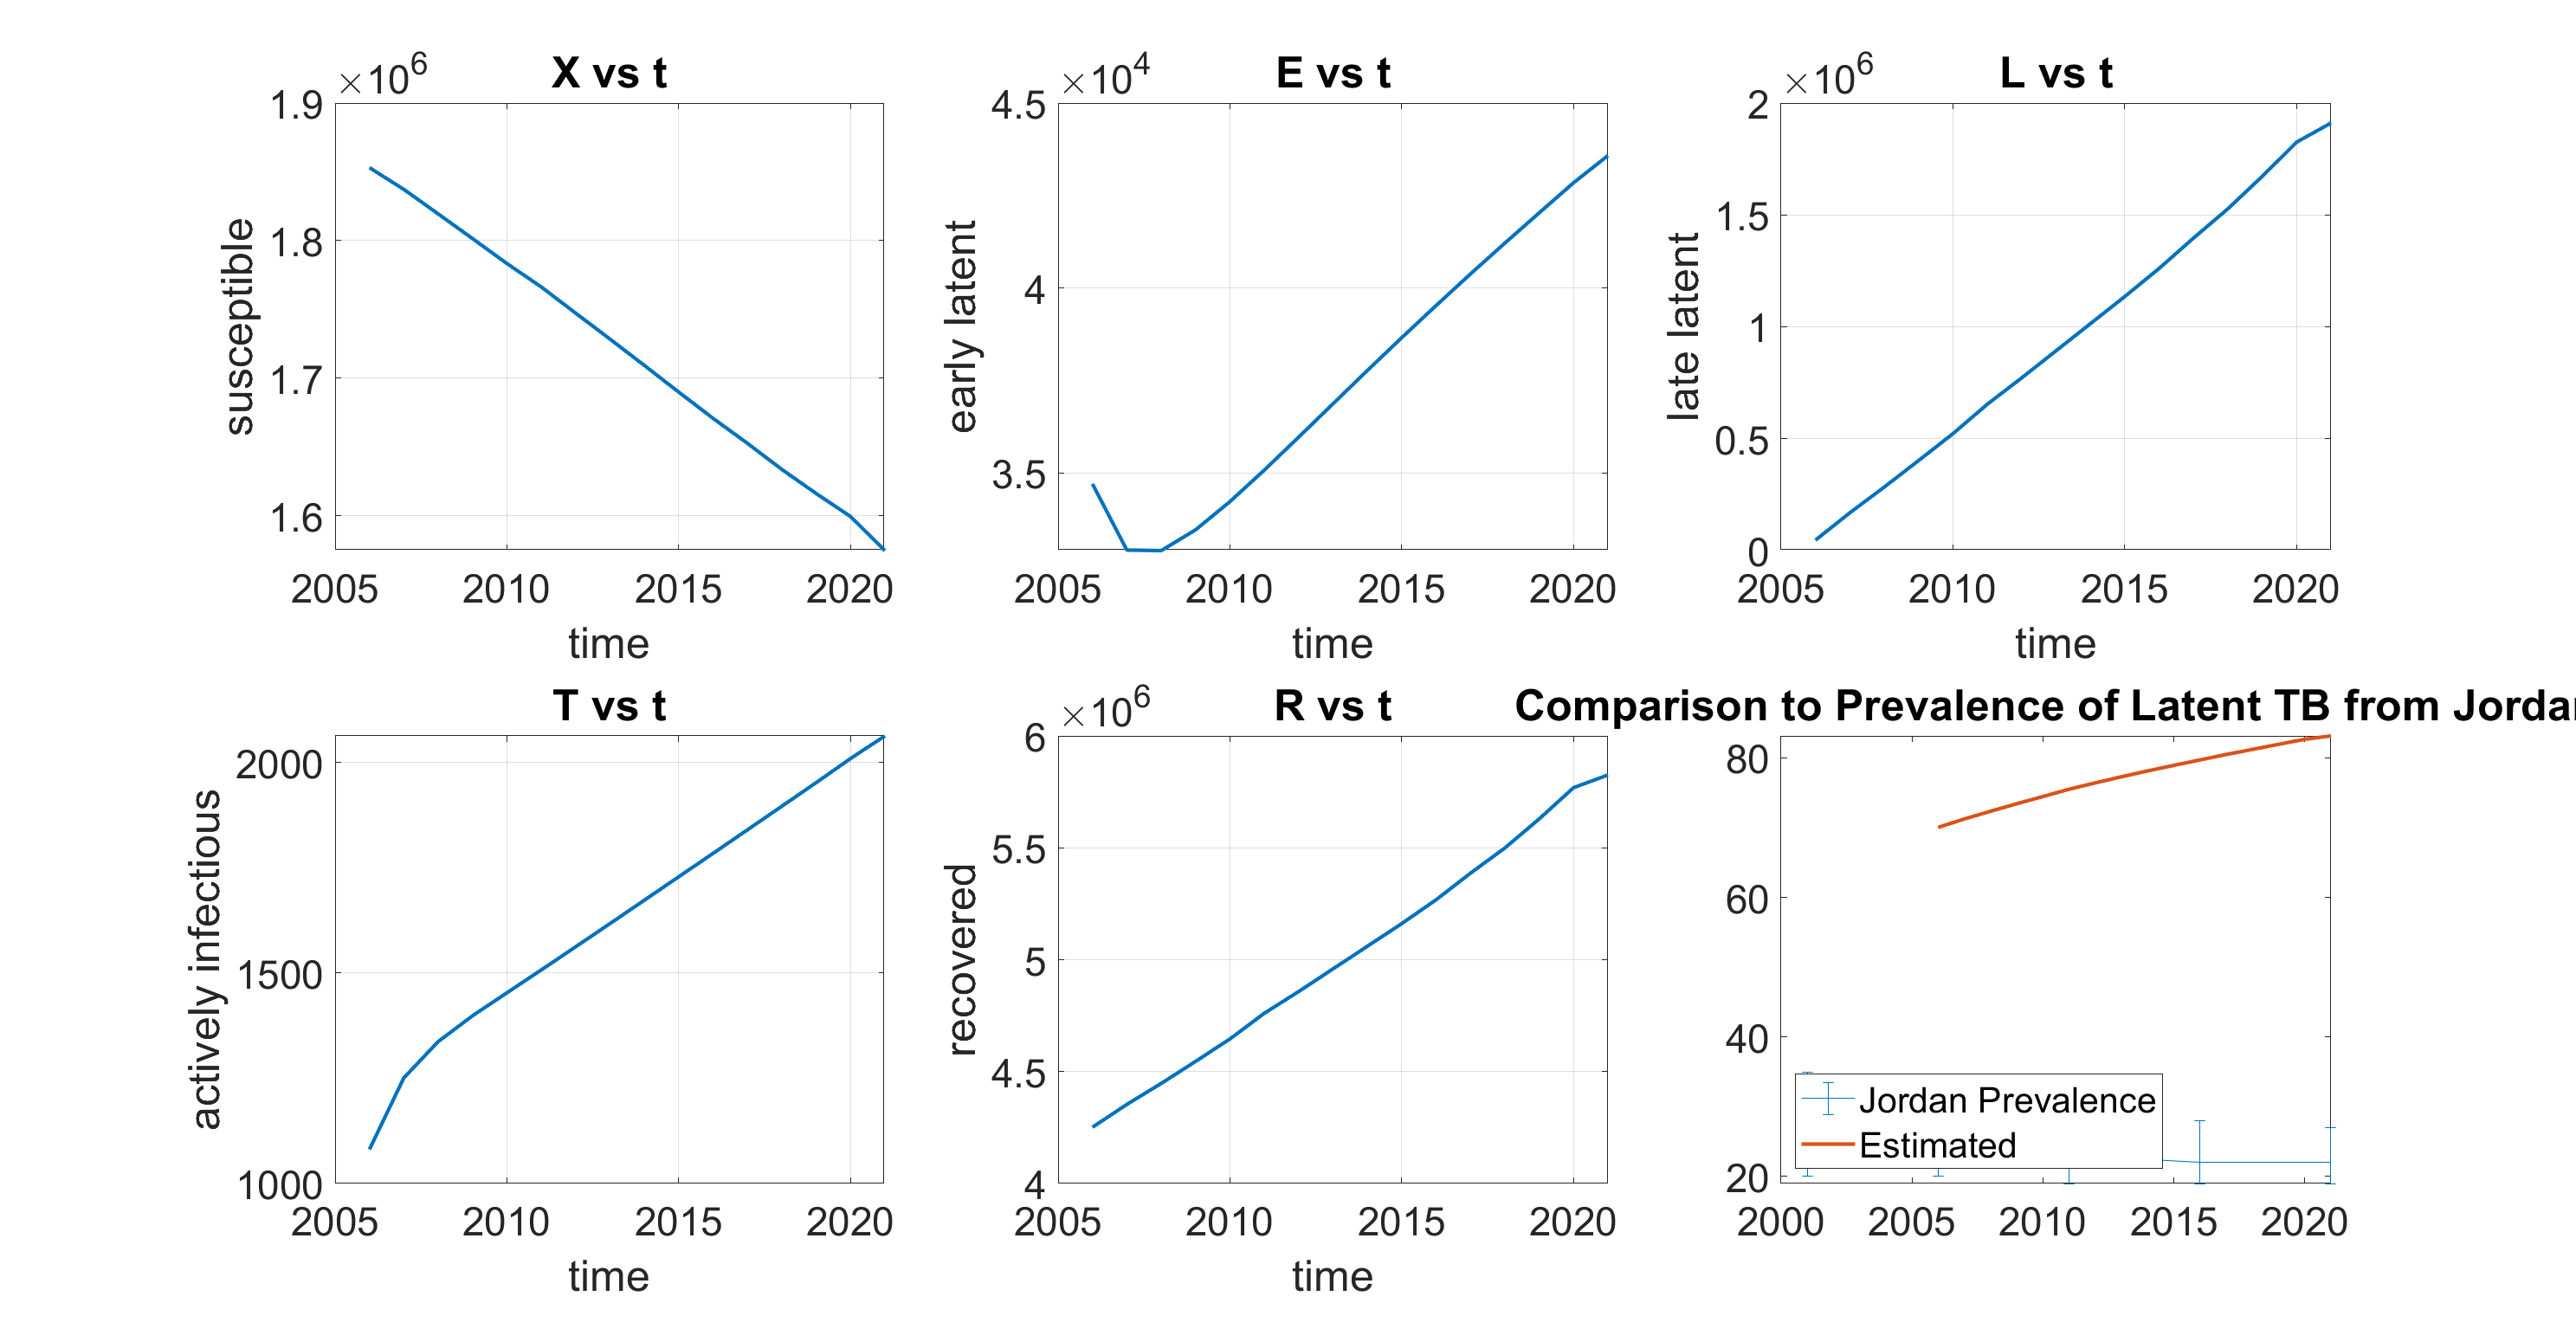 X vs t
×10^6
1.9
1.8
1.7
1.6
susceptible
2005 2010 2015 2020
time
E vs t
×10^4
4.5
4
3.5
early latent
2005 2010 2015 2020
time
L vs t
×10^6
2
1.5
1
0.5
0
late latent
2005 2010 2015 2020
time
T vs t
2000
1500
1000
actively infectious
2005 2010 2015 2020
time
R vs t
×10^6
6
5.5
5
4.5
4
recovered
2005 2010 2015 2020
time
Comparison to Prevalence of Latent TB from Jordan
80
60
40
20
Jordan Prevalence
Estimated
2000 2005 2010 2015 2020